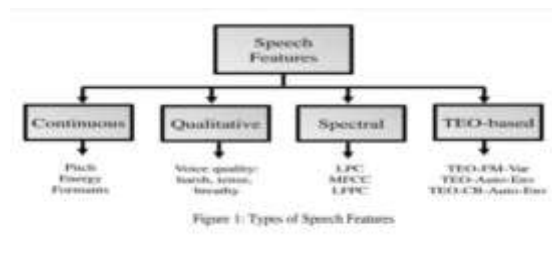 Speech
Features
Continuous
Qualitative
Spectral
TEO-based
Pitch
Energy
Formants
Voice quality:
harsh, tense,
breathy
LPC
MFCC
LFPC
TEO-FM-Var
TEO-Auto-Env
TEO-CB-Auto-Env
Figure 1: Types of Speech Features